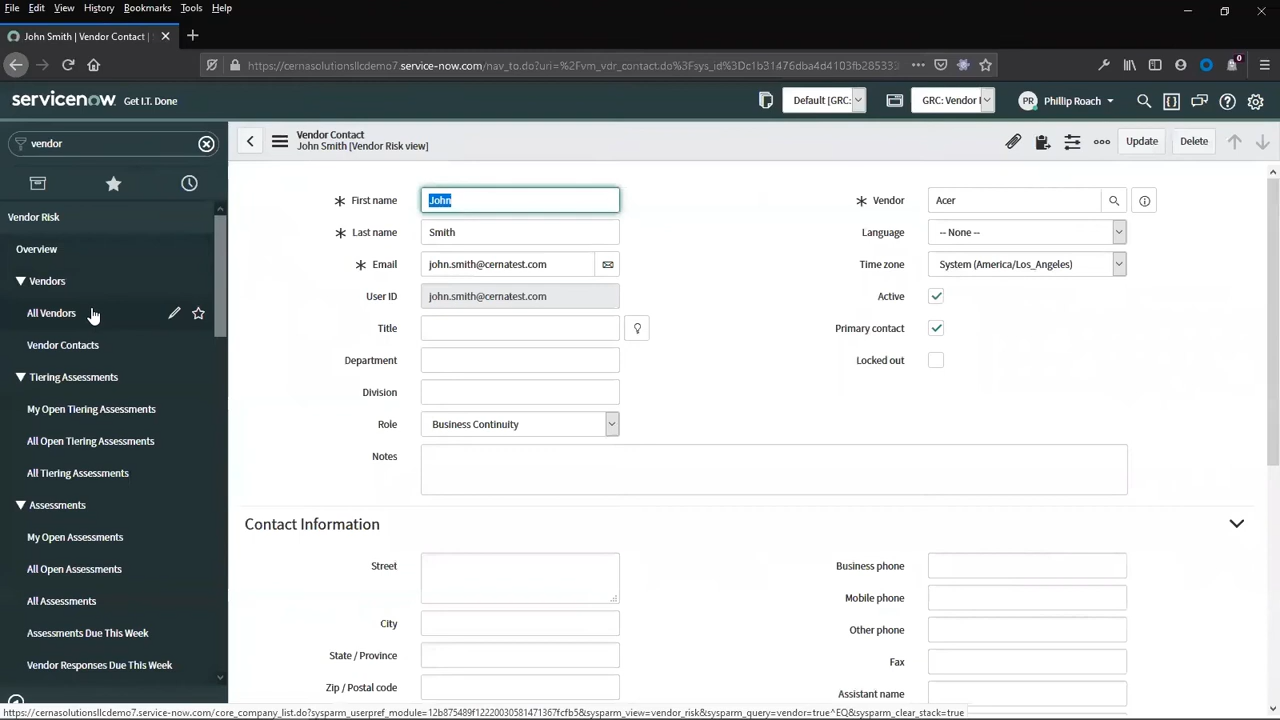 File Edit View History Bookmarks Tools Help
John Smith | Vendor Contact |
https://cernasolutionsllcdemo7.service-now.com/nav_to.do?uri=%2Fvm_vdr_contact.do%3Fsys_id%3Dc1b31476dba4d4103fb28533
servicenow Get I.T. Done
Default [GRC:
GRC: Vendor
PR Phillip Roach
vendor
Vendor Contact
John Smith [Vendor Risk view]
Update Delete
Vendor Risk
Overview
Vendors
All Vendors
Vendor Contacts
Tiering Assessments
My Open Tiering Assessments
All Open Tiering Assessments
All Tiering Assessments
Assessments
My Open Assessments
All Open Assessments
All Assessments
Assessments Due This Week
Vendor Responses Due This Week
First name John
Last name Smith
Email john.smith@cernatest.com
User ID john.smith@cernatest.com
Title
Department
Division
Role Business Continuity
Notes
Vendor Acer
Language -- None --
Time zone System (America/Los_Angeles)
Active
Primary contact
Locked out
Contact Information
Street
City
State / Province
Zip / Postal code
Business phone
Mobile phone
Other phone
Fax
Assistant name
https://cernasolutionsllcdemo7.service-now.com/core_company_list.do?sysparm_userpref_module=12b875489f12220030581471367fcfb5&sysparm_view=vendor_risk&sysparm_query=vendor=true^EQ&sysparm_clear_stack=true